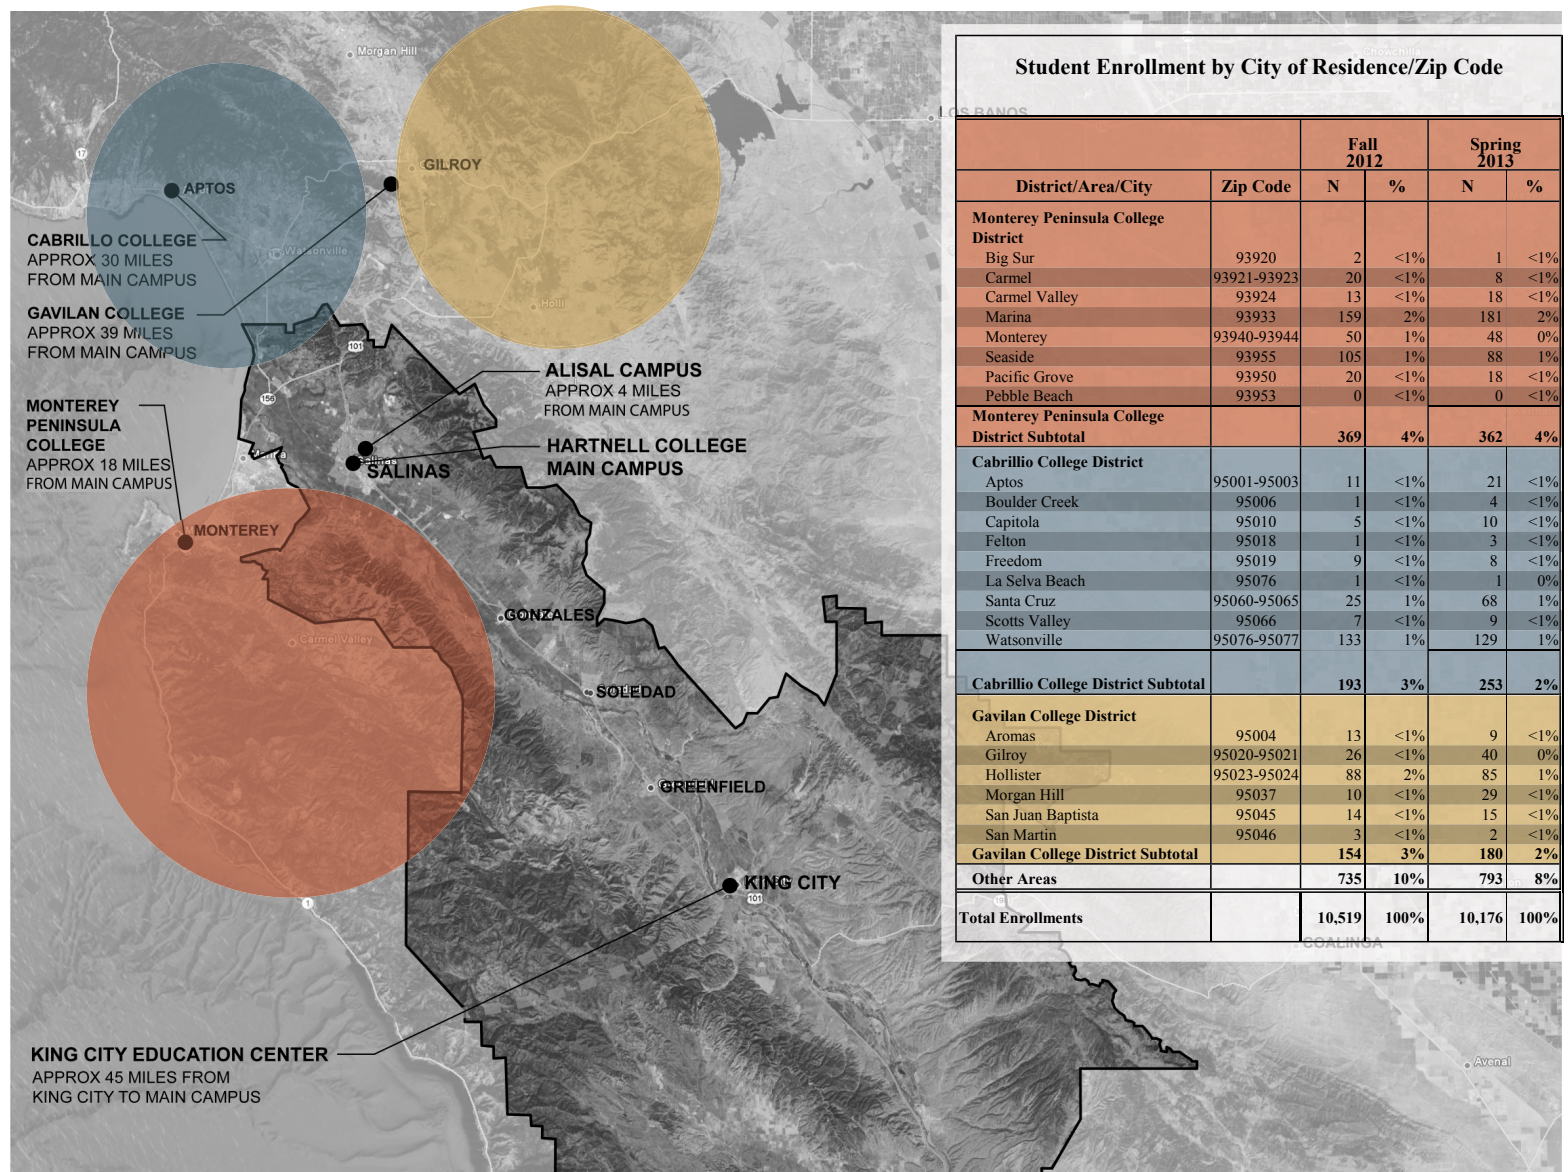 Morgan Hill
17
APTOS
GILROY
Watsonville
CABRILLO COLLEGE
APPROX 30 MILES
FROM MAIN CAMPUS
GAVILAN COLLEGE
APPROX 39 MILES
FROM MAIN CAMPUS
101
156
MONTEREY
PENINSULA
COLLEGE
APPROX 18 MILES
FROM MAIN CAMPUS
ALISAL CAMPUS
APPROX 4 MILES
FROM MAIN CAMPUS
HARTNELL COLLEGE
MAIN CAMPUS
SALINAS
MONTEREY
Carmel Valley
GONZALES
SOLEDAD
GREENFIELD
KING CITY
101
1
KING CITY EDUCATION CENTER
APPROX 45 MILES FROM
KING CITY TO MAIN CAMPUS
Chowchilla
LOS BANOS
COALINGA
Avenal
Student Enrollment by City of Residence/Zip Code
Fall Spring
2012 2013
District/Area/City Zip Code N % N %
Monterey Peninsula College
District
Big Sur 93920 2 <1% 1 <1%
Carmel 93921-93923 20 <1% 8 <1%
Carmel Valley 93924 13 <1% 18 <1%
Marina 93933 159 2% 181 2%
Monterey 93940-93944 50 1% 48 0%
Seaside 93955 105 1% 88 1%
Pacific Grove 93950 20 <1% 18 <1%
Pebble Beach 93953 0 <1% 0 <1%
Monterey Peninsula College
District Subtotal 369 4% 362 4%
Cabrillio College District
Aptos 95001-95003 11 <1% 21 <1%
Boulder Creek 95006 1 <1% 4 <1%
Capitola 95010 5 <1% 10 <1%
Felton 95018 1 <1% 3 <1%
Freedom 95019 9 <1% 8 <1%
La Selva Beach 95076 1 <1% 1 0%
Santa Cruz 95060-95065 25 1% 68 1%
Scotts Valley 95066 7 <1% 9 <1%
Watsonville 95076-95077 133 1% 129 1%
Cabrillio College District Subtotal 193 3% 253 2%
Gavilan College District
Aromas 95004 13 <1% 9 <1%
Gilroy 95020-95021 26 <1% 40 0%
Hollister 95023-95024 88 2% 85 1%
Morgan Hill 95037 10 <1% 29 <1%
San Juan Baptista 95045 14 <1% 15 <1%
San Martin 95046 3 <1% 2 <1%
Gavilan College District Subtotal 154 3% 180 2%
Other Areas 735 10% 793 8%
Total Enrollments 10,519 100% 10,176 100%